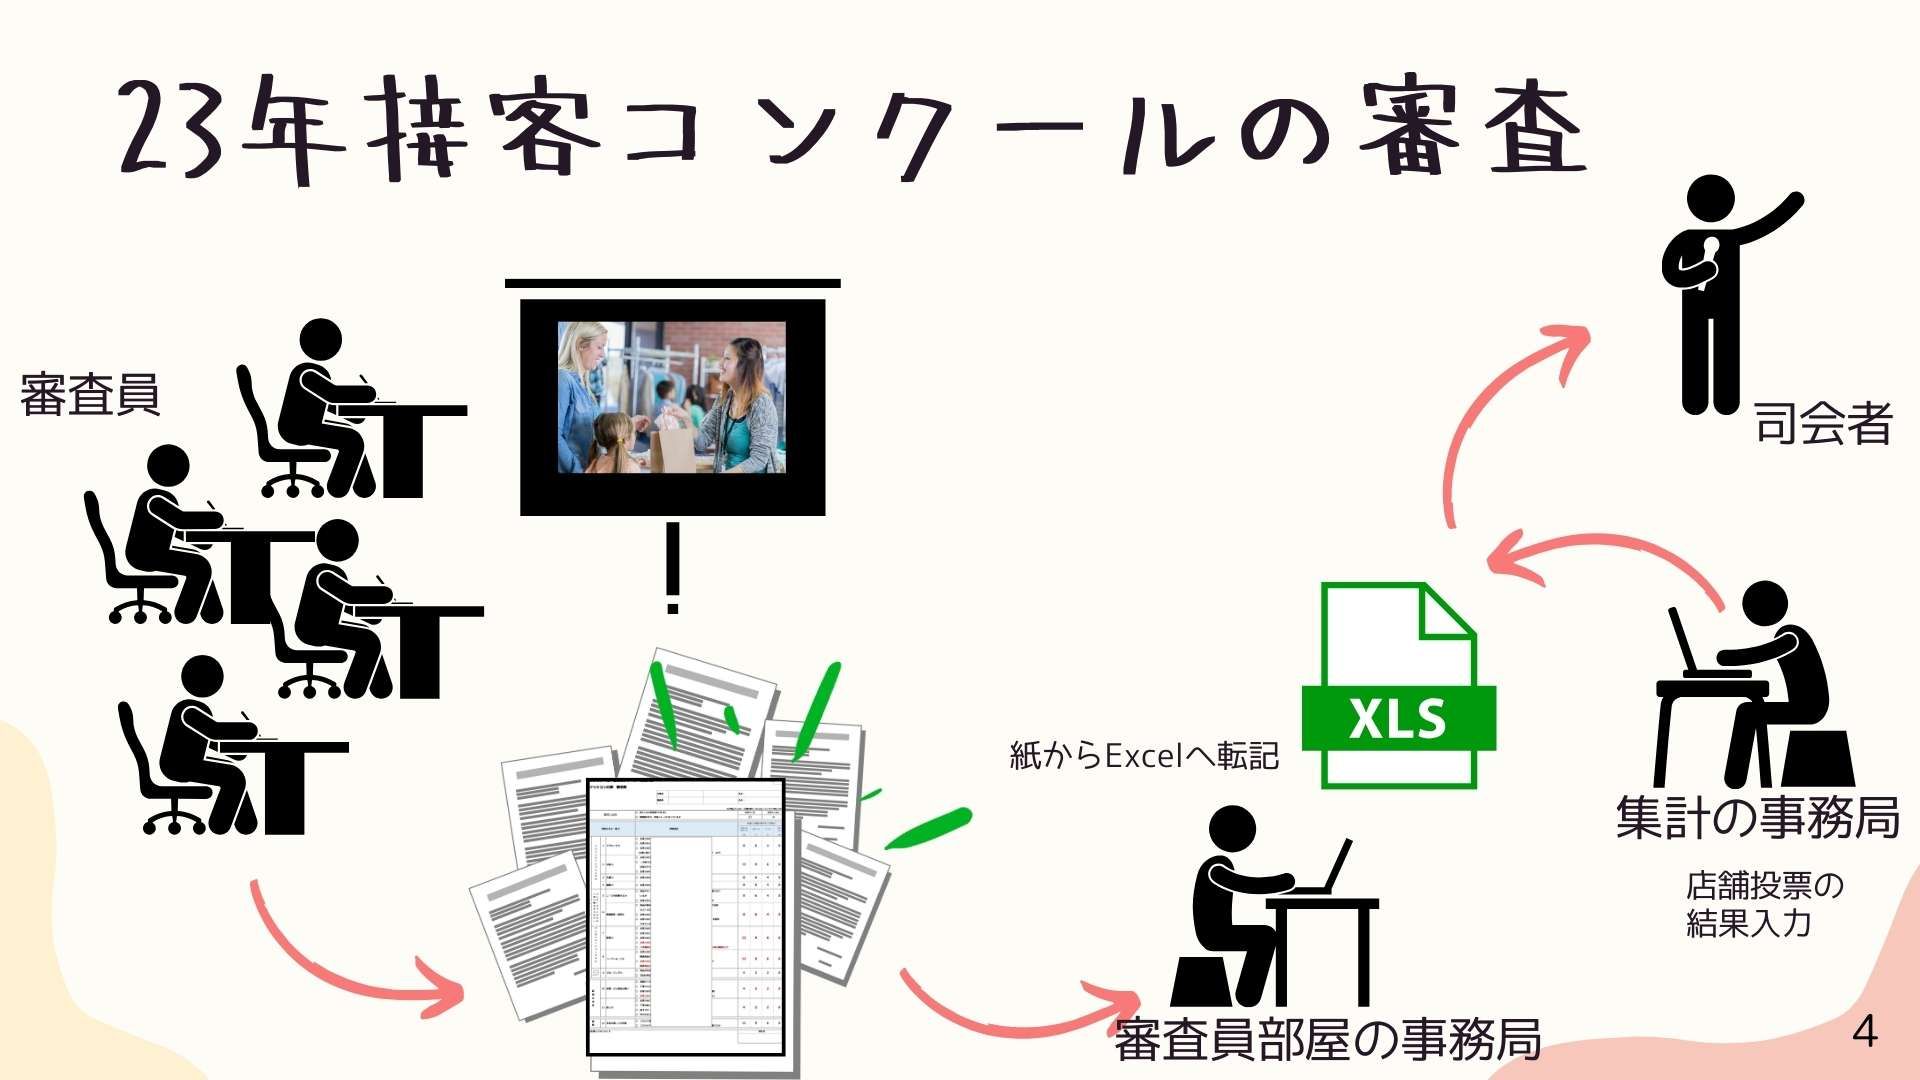 23年接客コンクールの審査
審査員
司会者
XLS
紙からExcelへ転記
集計の事務局
店舗投票の
結果入力
審査員部屋の事務局
4